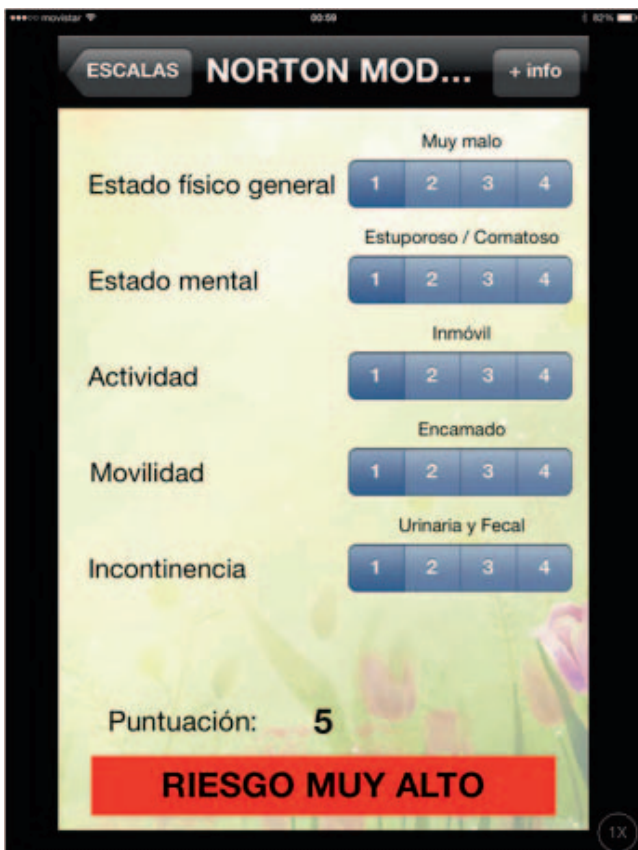 movistar 00:59 82%
ESCALAS NORTON MOD... + info
Muy malo
Estado físico general 1 2 3 4
Estuporoso / Comatoso
Estado mental 1 2 3 4
Inmóvil
Actividad 1 2 3 4
Encamado
Movilidad 1 2 3 4
Urinaria y Fecal
Incontinencia 1 2 3 4
Puntuación: 5
RIESGO MUY ALTO
1X